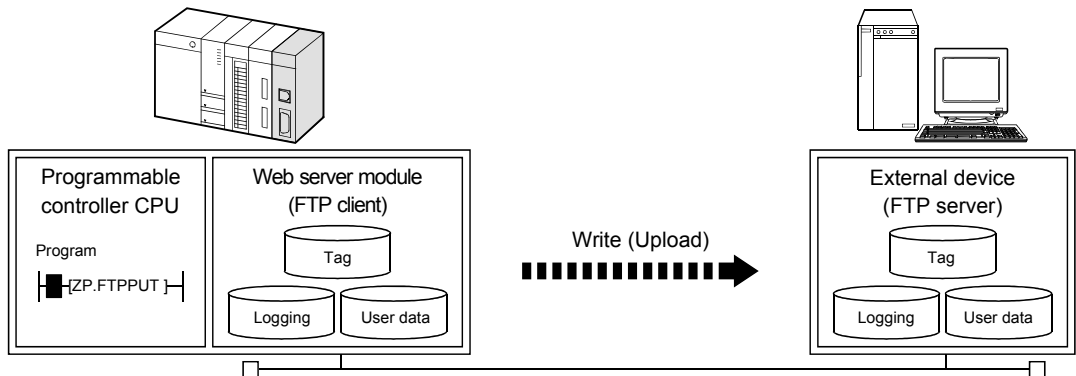 Programmable
controller CPU
Program
[ZP.FTPPUT ]
Web server module
(FTP client)
Tag
Logging
User data
Write (Upload)
External device
(FTP server)
Tag
Logging
User data